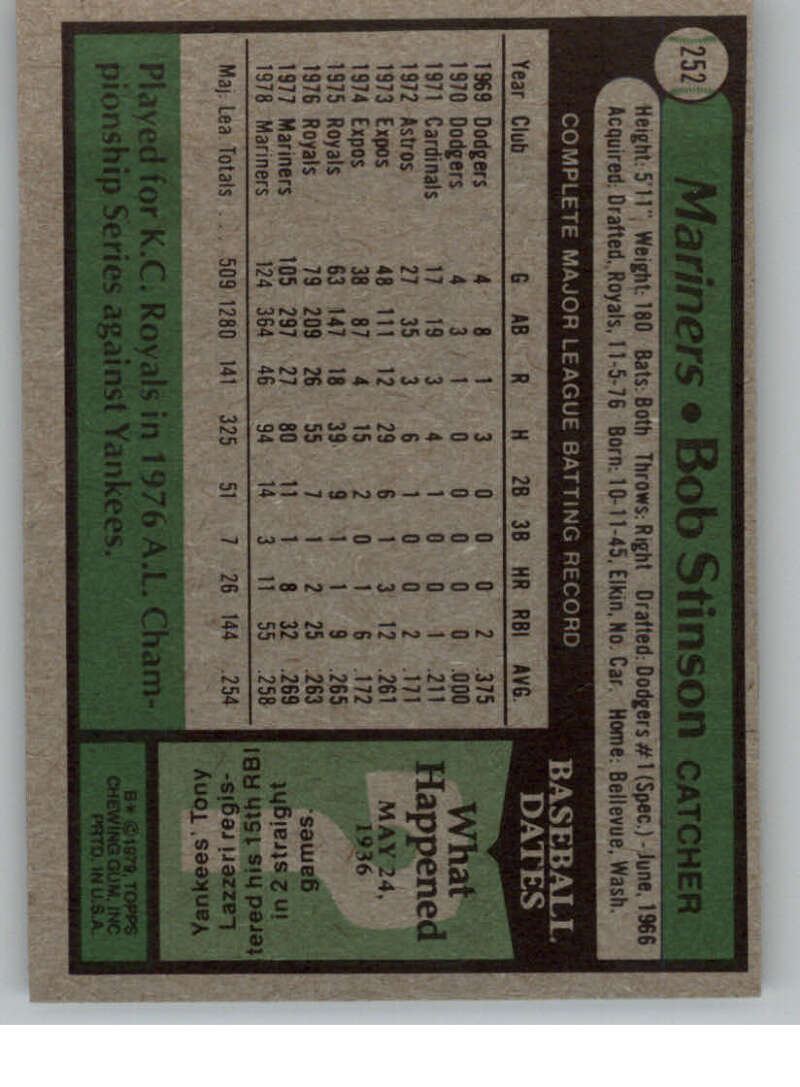 252
Mariners • Bob Stinson CATCHER
Height: 5'11" Weight: 180 Bats: Both Throws: Right Drafted: Dodgers #1 (Spec.) - June, 1966
Acquired: Drafted, Royals, 11-5-76 Born: 10-11-45, Elkin, No. Car. Home: Bellevue, Wash.
COMPLETE MAJOR LEAGUE BATTING RECORD
Year Club G AB R H 2B 3B HR RBI AVG.
1969 Dodgers 4 8 1 3 0 0 0 2 .375
1970 Dodgers 4 3 1 0 0 0 0 0 .000
1971 Cardinals 17 19 3 4 1 0 0 1 .211
1972 Astros 27 35 3 6 1 0 0 2 .171
1973 Expos 48 111 12 29 6 1 3 12 .261
1974 Expos 38 87 4 15 2 0 1 6 .172
1975 Royals 63 147 18 39 9 1 1 9 .265
1976 Royals 79 209 26 55 7 1 2 25 .263
1977 Mariners 105 297 27 80 11 1 8 32 .269
1978 Mariners 124 364 46 94 14 3 11 55 .258
Maj. Lea Totals . . . 509 1280 141 325 51 7 26 144 .254
Played for K.C. Royals in 1976 A.L. Cham-
pionship Series against Yankees.
BASEBALL
DATES
What
Happened
MAY 24,
1936
Yankees' Tony
Lazzeri regis-
tered his 15th RBI
in 2 straight
games.
B* ©1979, TOPPS
CHEWING GUM, INC
PRTD. IN U.S.A.